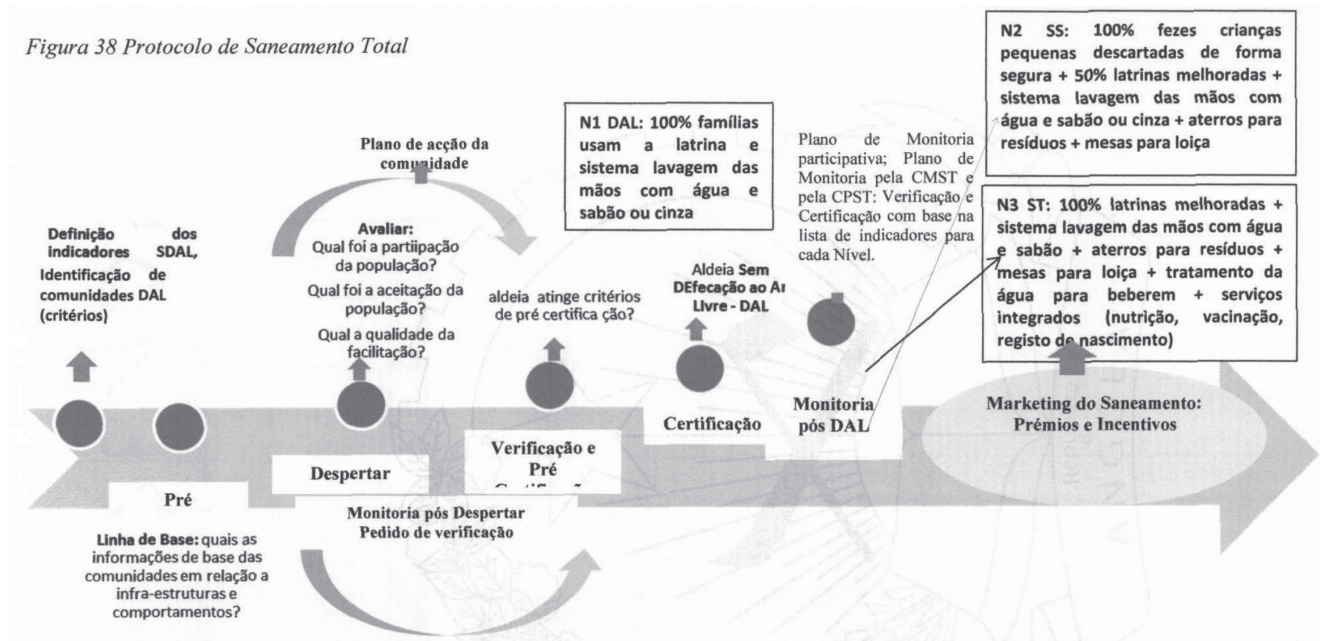 Figura 38 Protocolo de Saneamento Total
Definição dos
indicadores SDAL,
Identificação de
comunidades DAL
(critérios)
Plano de acção da
comunidade
Avaliar:
Qual foi a partiipação
da população?
Qual foi a aceitação da
população?
Qual a qualidade da
facilitação?
aldeia atinge critérios
de pré certifica ção?
N1 DAL: 100% famílias
usam a latrina e
sistema lavagem das
mãos com água e
sabão ou cinza
Aldeia Sem
DEfecação ao Ar
LIvre - DAL
Plano de Monitoria
participativa; Plano de
Monitoria pela CMST e
pela CPST: Verificação e
Certificação com base na
lista de indicadores para
cada Nível.
N2 SS: 100% fezes crianças
pequenas descartadas de forma
segura + 50% latrinas melhoradas +
sistema lavagem das mãos com
água e sabão ou cinza + aterros para
resíduos + mesas para loiça
N3 ST: 100% latrinas melhoradas +
sistema lavagem das mãos com água
e sabão + aterros para resíduos +
mesas para loiça + tratamento da
água para beberem + serviços
integrados (nutrição, vacinação,
registo de nascimento)
Pré
Despertar
Verificação e
Pré
Certificação
Monitoria
pós DAL
Marketing do Saneamento:
Prémios e Incentivos
Monitoria pós Despertar
Pedido de verificação
Linha de Base: quais as
informações de base das
comunidades em relação a
infra-estruturas e
comportamentos?